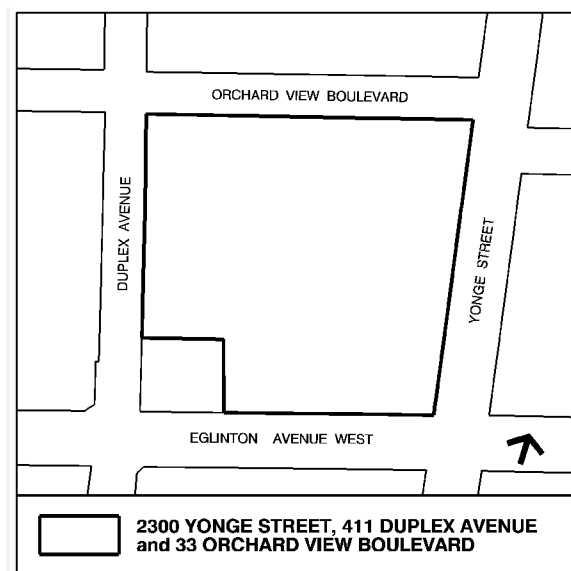 ORCHARD VIEW BOULEVARD
DUPLEX AVENUE
YONGE STREET
EGLINTON AVENUE WEST
2300 YONGE STREET, 411 DUPLEX AVENUE
and 33 ORCHARD VIEW BOULEVARD